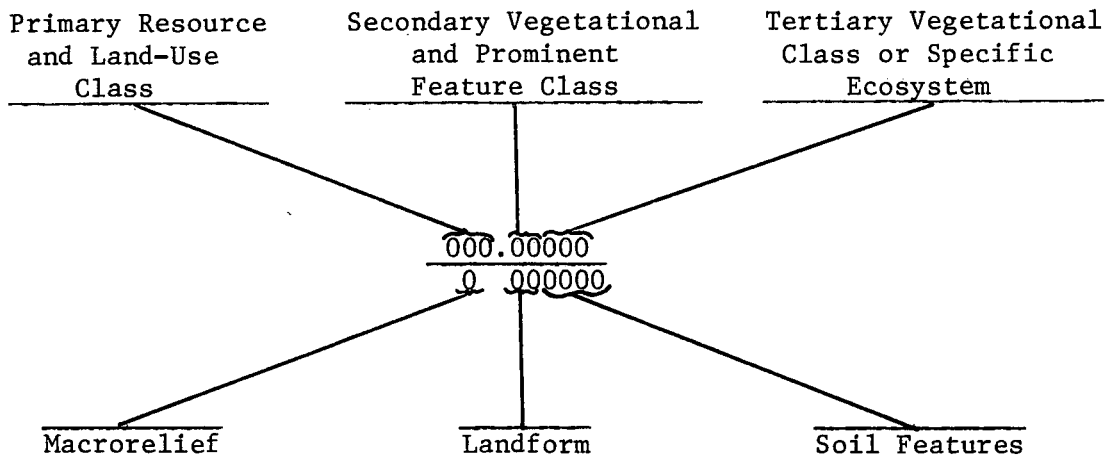 Primary Resource
and Land-Use
Class
Secondary Vegetational
and Prominent
Feature Class
Tertiary Vegetational
Class or Specific
Ecosystem
000.00000
0 000000
Macrorelief
Landform
Soil Features